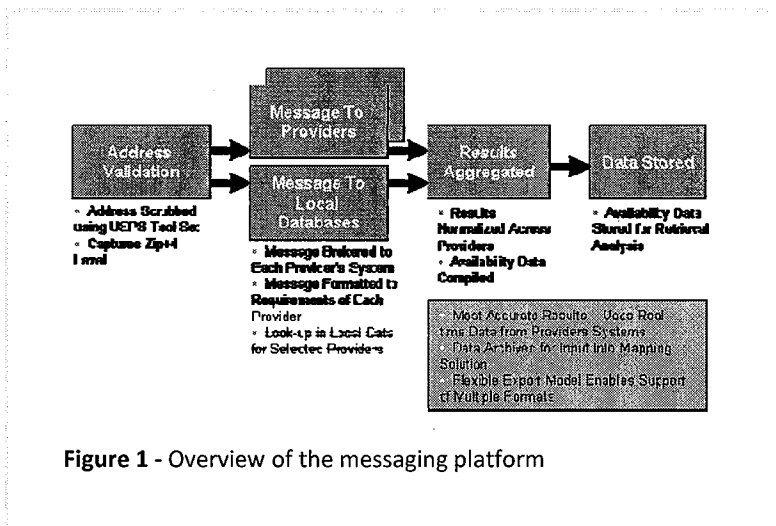 Address
Validation
• Address Scrubbed
using USPS Tool Set
• Captures Zip+4
Level
Message To
Providers
Message To
Local
Databases
• Message Brokered to
Each Provider's System
• Message Formatted to
Requirements of Each
Provider
• Look-up in Local Data
for Selected Providers
Results
Aggregated
• Results
Normalized Across
Providers
• Availability Data
Compiled
Data Stored
• Availability Data
Stored for Retrieval
Analysis
• Most Accurate Results Uses Real
time Data from Providers Systems
• Data Archives for Input into Mapping
Solution
• Flexible Export Model Enables Support
of Multiple Formats
Figure 1 - Overview of the messaging platform